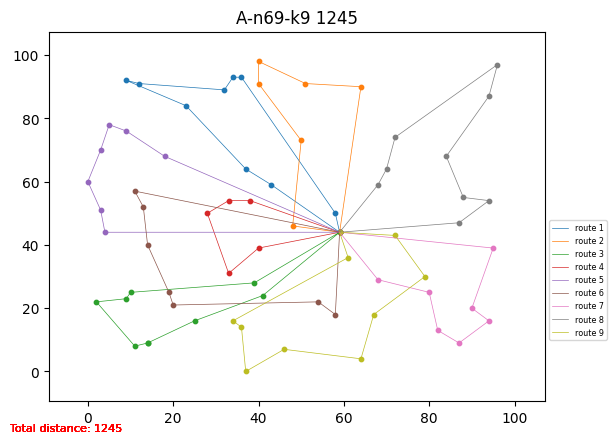 A-n69-k9 1245
100
80
60
40
20
0
0 20 40 60 80 100
route 1
route 2
route 3
route 4
route 5
route 6
route 7
route 8
route 9
Total distance: 1245